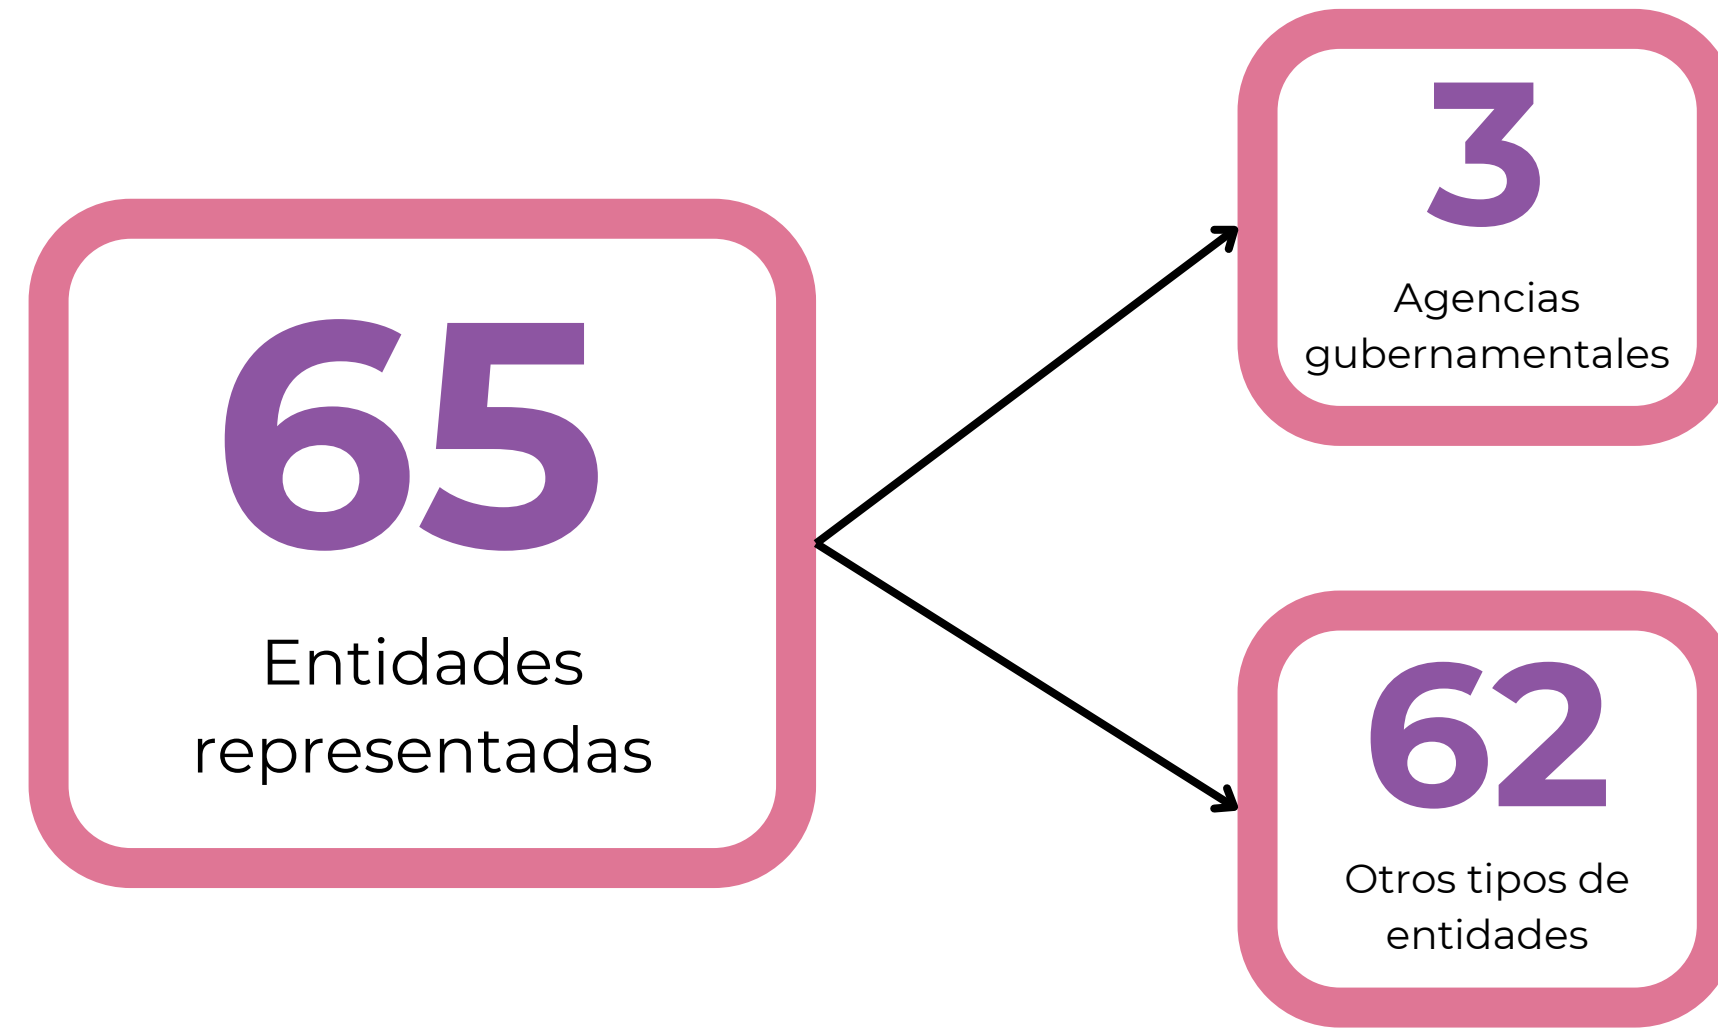 65
Entidades
representadas
3
Agencias
gubernamentales
62
Otros tipos de
entidades